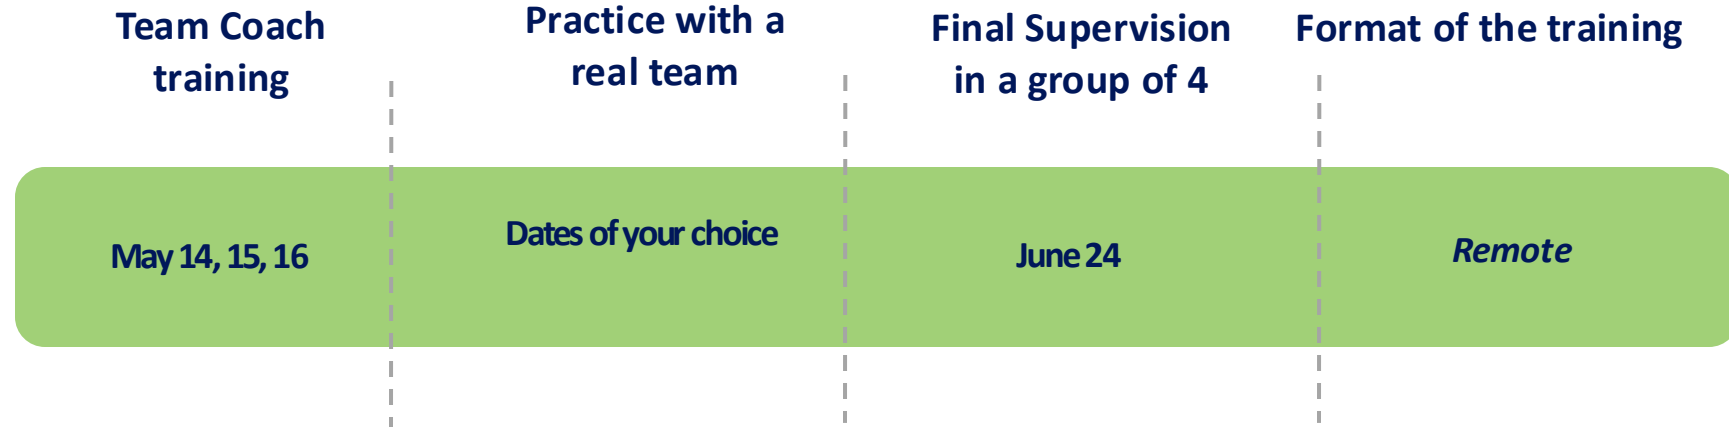 Team Coach
training
Practice with a
real team
Final Supervision
in a group of 4
Format of the training
May 14, 15, 16
Dates of your choice
June 24
Remote